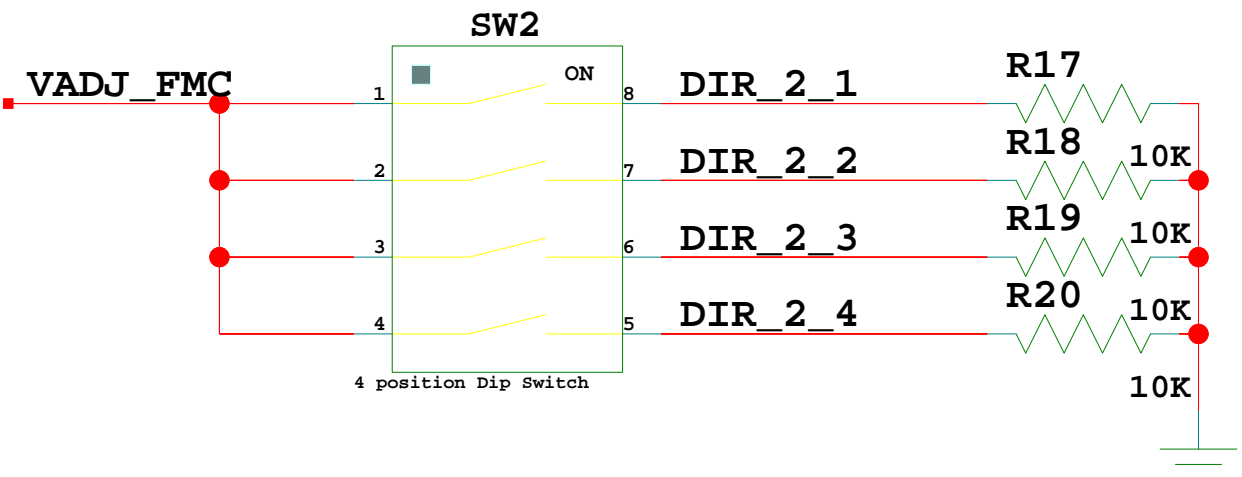 SW2
VADJ_FMC
ON
1
8
DIR_2_1
R17
10K
2
7
DIR_2_2
R18
10K
3
6
DIR_2_3
R19
10K
4
5
DIR_2_4
R20
10K
4 position Dip Switch